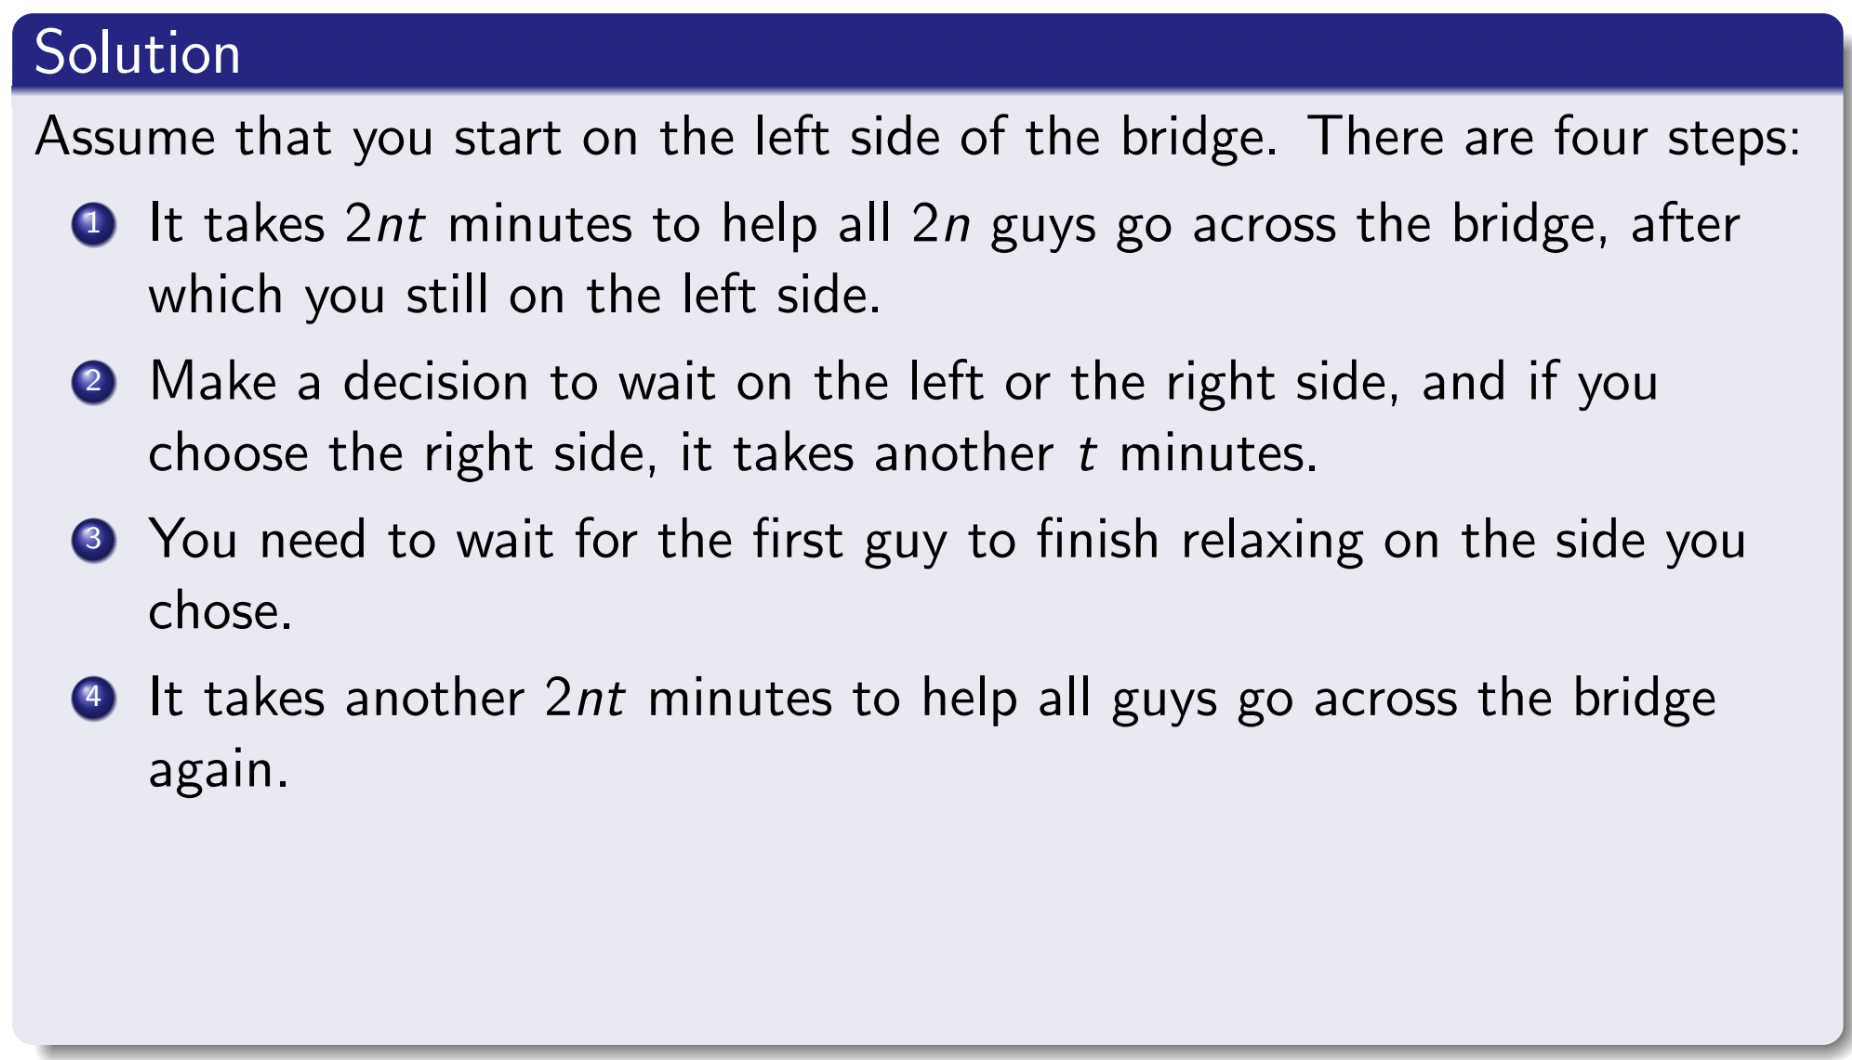 Solution
Assume that you start on the left side of the bridge. There are four steps:
1 It takes 2nt minutes to help all 2n guys go across the bridge, after
which you still on the left side.
2 Make a decision to wait on the left or the right side, and if you
choose the right side, it takes another t minutes.
3 You need to wait for the first guy to finish relaxing on the side you
chose.
4 It takes another 2nt minutes to help all guys go across the bridge
again.